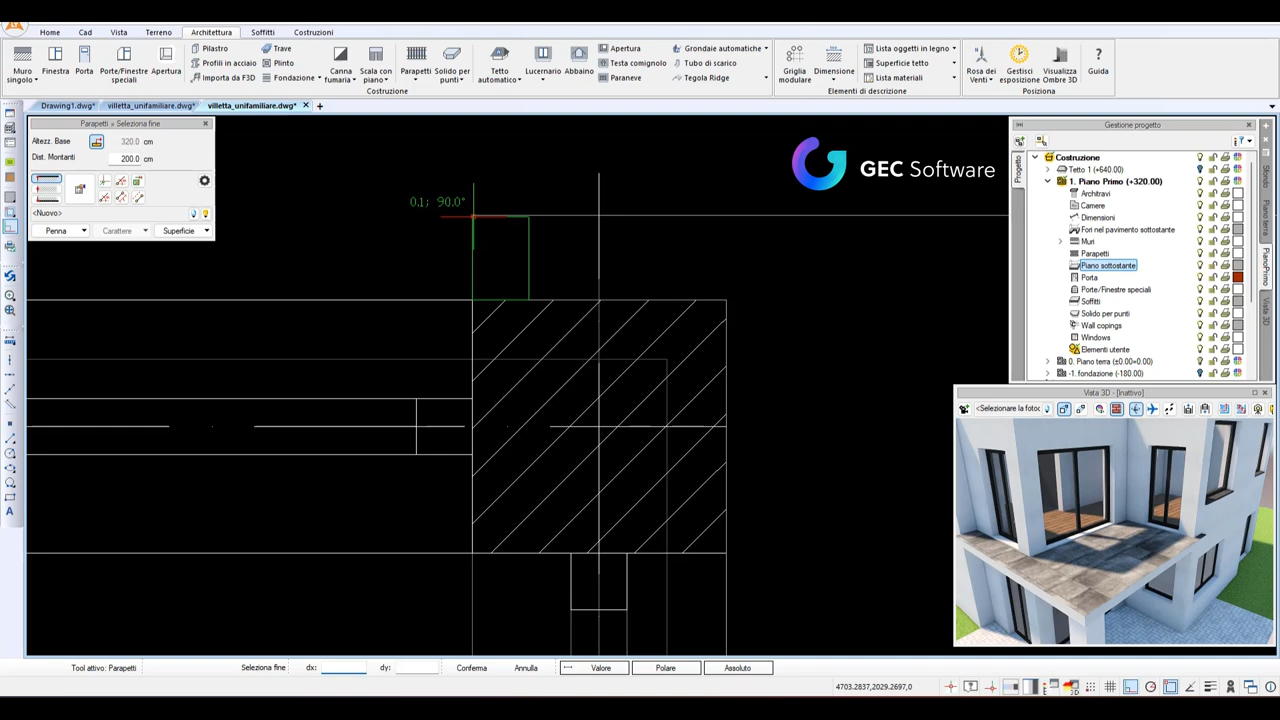 Home Cad Vista Terreno Architettura Soffitti Costruzioni
Muro singolo Finestra Porta Porte/Finestre speciali Apertura
Pilastro
Profili in acciaio
Importa da F3D
Trave
Plinto
Fondazione
Canna fumaria Scala con piano Parapetti Solido per punti Tetto automatico Lucernario Abbaino
Apertura
Testa comignolo
Paraneve
Grondaie automatiche
Tubo di scarico
Tegola Ridge
Griglia modulare Dimensione
Lista oggetti in legno
Superficie tetto
Lista materiali
Rosa dei Venti Gestisci esposizione Visualizza Ombre 3D Guida
Costruzione Elementi di descrizione Posizione
Drawing1.dwg* villetta_unifamiliare.dwg* villetta_unifamiliare.dwg*
Parapetti » Seleziona fine
Altezz. Base 320.0 cm
Dist. Montanti 200.0 cm
<Nuovo>
Penna Carattere Superficie
0.1; 90.0°
GEC Software
Gestione progetto
Progetto
Costruzione
Tetto 1 (+640.00)
1. Piano Primo (+320.00)
Architravi
Camere
Dimensioni
Fori nel pavimento sottostante
Muri
Parapetti
Piano sottostante
Porta
Porte/Finestre speciali
Soffitti
Solido per punti
Wall copings
Windows
Elementi utente
0. Piano terra (±0.00+0.00)
-1. fondazione (-180.00)
Sfondo
Piano terra
PianoPrimo
Vista 3D
Vista 3D - [Inattivo]
<Selezionare la fotoc
Tool attivo: Parapetti Seleziona fine dx: dy: Conferma Annulla Valore Polare Assoluto
4703.2837,2029.2697,0